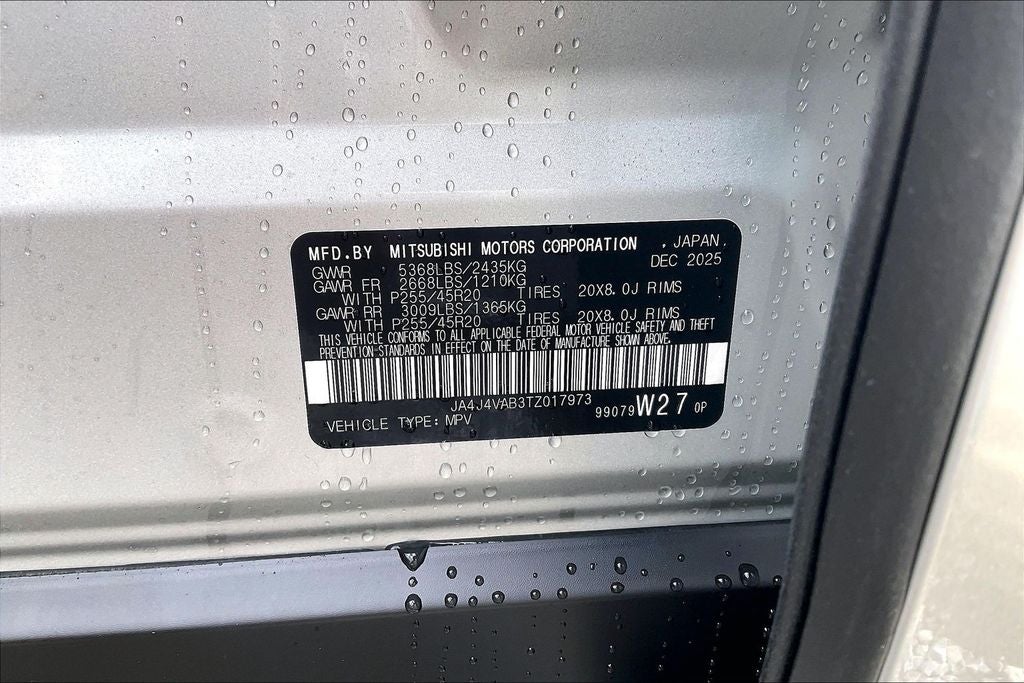 MFD.BY MITSUBISHI MOTORS CORPORATION . JAPAN.
DEC 2025
GVWR 5368LBS/2435KG
GAWR FR 2668LBS/1210KG
WITH P255/45R20 TIRES 20X8.0J RIMS
GAWR RR 3009LBS/1365KG
WITH P255/45R20 TIRES 20X8.0J RIMS
THIS VEHICLE CONFORMS TO ALL APPLICABLE FEDERAL MOTOR VEHICLE SAFETY AND THEFT
PREVENTION-STANDARDS IN EFFECT ON THE DATE OF MANUFACTURE SHOWN ABOVE.
JA4J4VAB3TZ017973
VEHICLE TYPE: MPV 99079 W27 0P